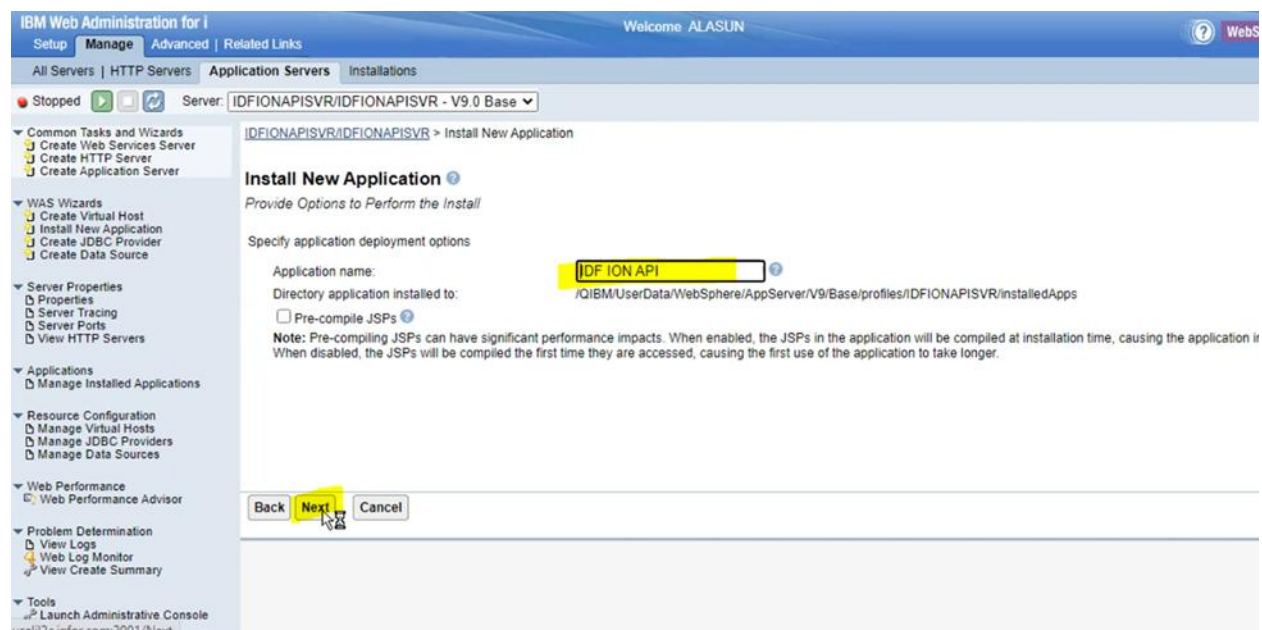 IBM Web Administration for i
Welcome ALASUN
WebS
Setup Manage Advanced | Related Links
All Servers | HTTP Servers Application Servers Installations
Stopped Server: IDFIONAPISVR/IDFIONAPISVR - V9.0 Base
Common Tasks and Wizards
Create Web Services Server
Create HTTP Server
Create Application Server
WAS Wizards
Create Virtual Host
Install New Application
Create JDBC Provider
Create Data Source
Server Properties
Properties
Server Tracing
Server Ports
View HTTP Servers
Applications
Manage Installed Applications
Resource Configuration
Manage Virtual Hosts
Manage JDBC Providers
Manage Data Sources
Web Performance
Web Performance Advisor
Problem Determination
View Logs
Web Log Monitor
View Create Summary
Tools
Launch Administrative Console
IDFIONAPISVR/IDFIONAPISVR > Install New Application
Install New Application
Provide Options to Perform the Install
Specify application deployment options
Application name: IDF ION API
Directory application installed to: /QIBM/UserData/WebSphere/AppServer/V9/Base/profiles/IDFIONAPISVR/installedApps
Pre-compile JSPs
Note: Pre-compiling JSPs can have significant performance impacts. When enabled, the JSPs in the application will be compiled at installation time, causing the application
When disabled, the JSPs will be compiled the first time they are accessed, causing the first use of the application to take longer.
Back Next Cancel